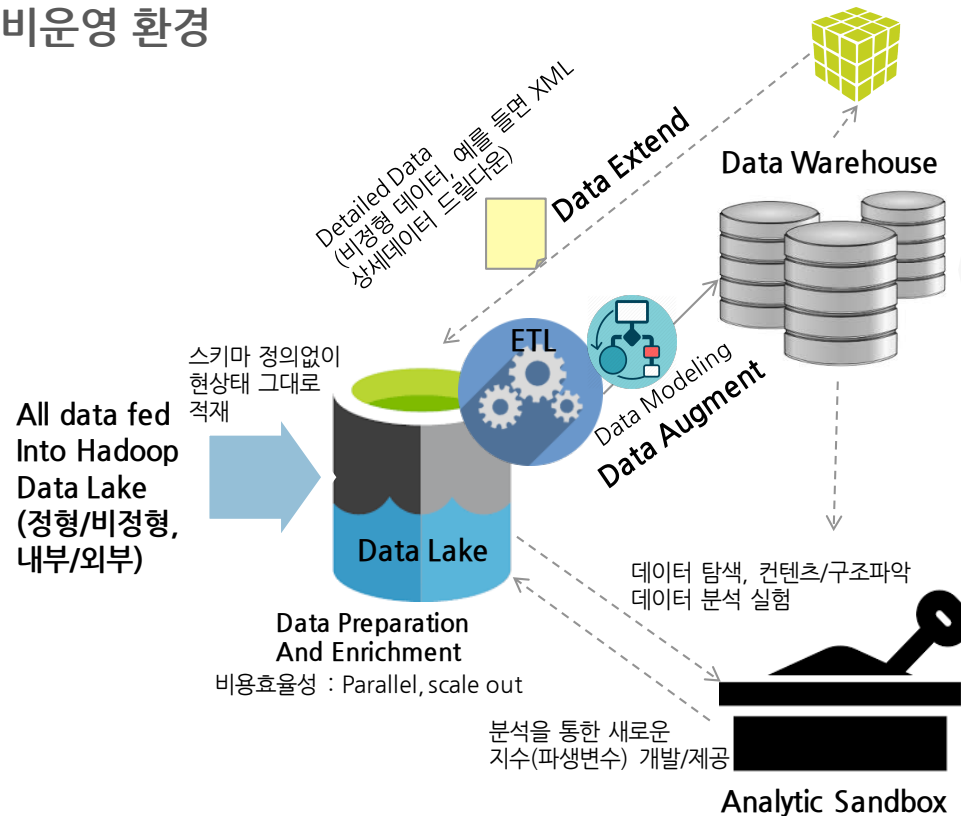 비운영 환경
Detailed Data
(비정형 데이터, 예를 들면 XML
상세데이터 드릴다운)
Data Extend
Data Warehouse
스키마 정의없이
현상태 그대로
적재
ETL
Data Modeling
Data Augment
All data fed
Into Hadoop
Data Lake
(정형/비정형,
내부/외부)
Data Lake
데이터 탐색, 컨텐츠/구조파악
데이터 분석 실험
Data Preparation
And Enrichment
비용효율성 : Parallel, scale out
분석을 통한 새로운
지수(파생변수) 개발/제공
Analytic Sandbox